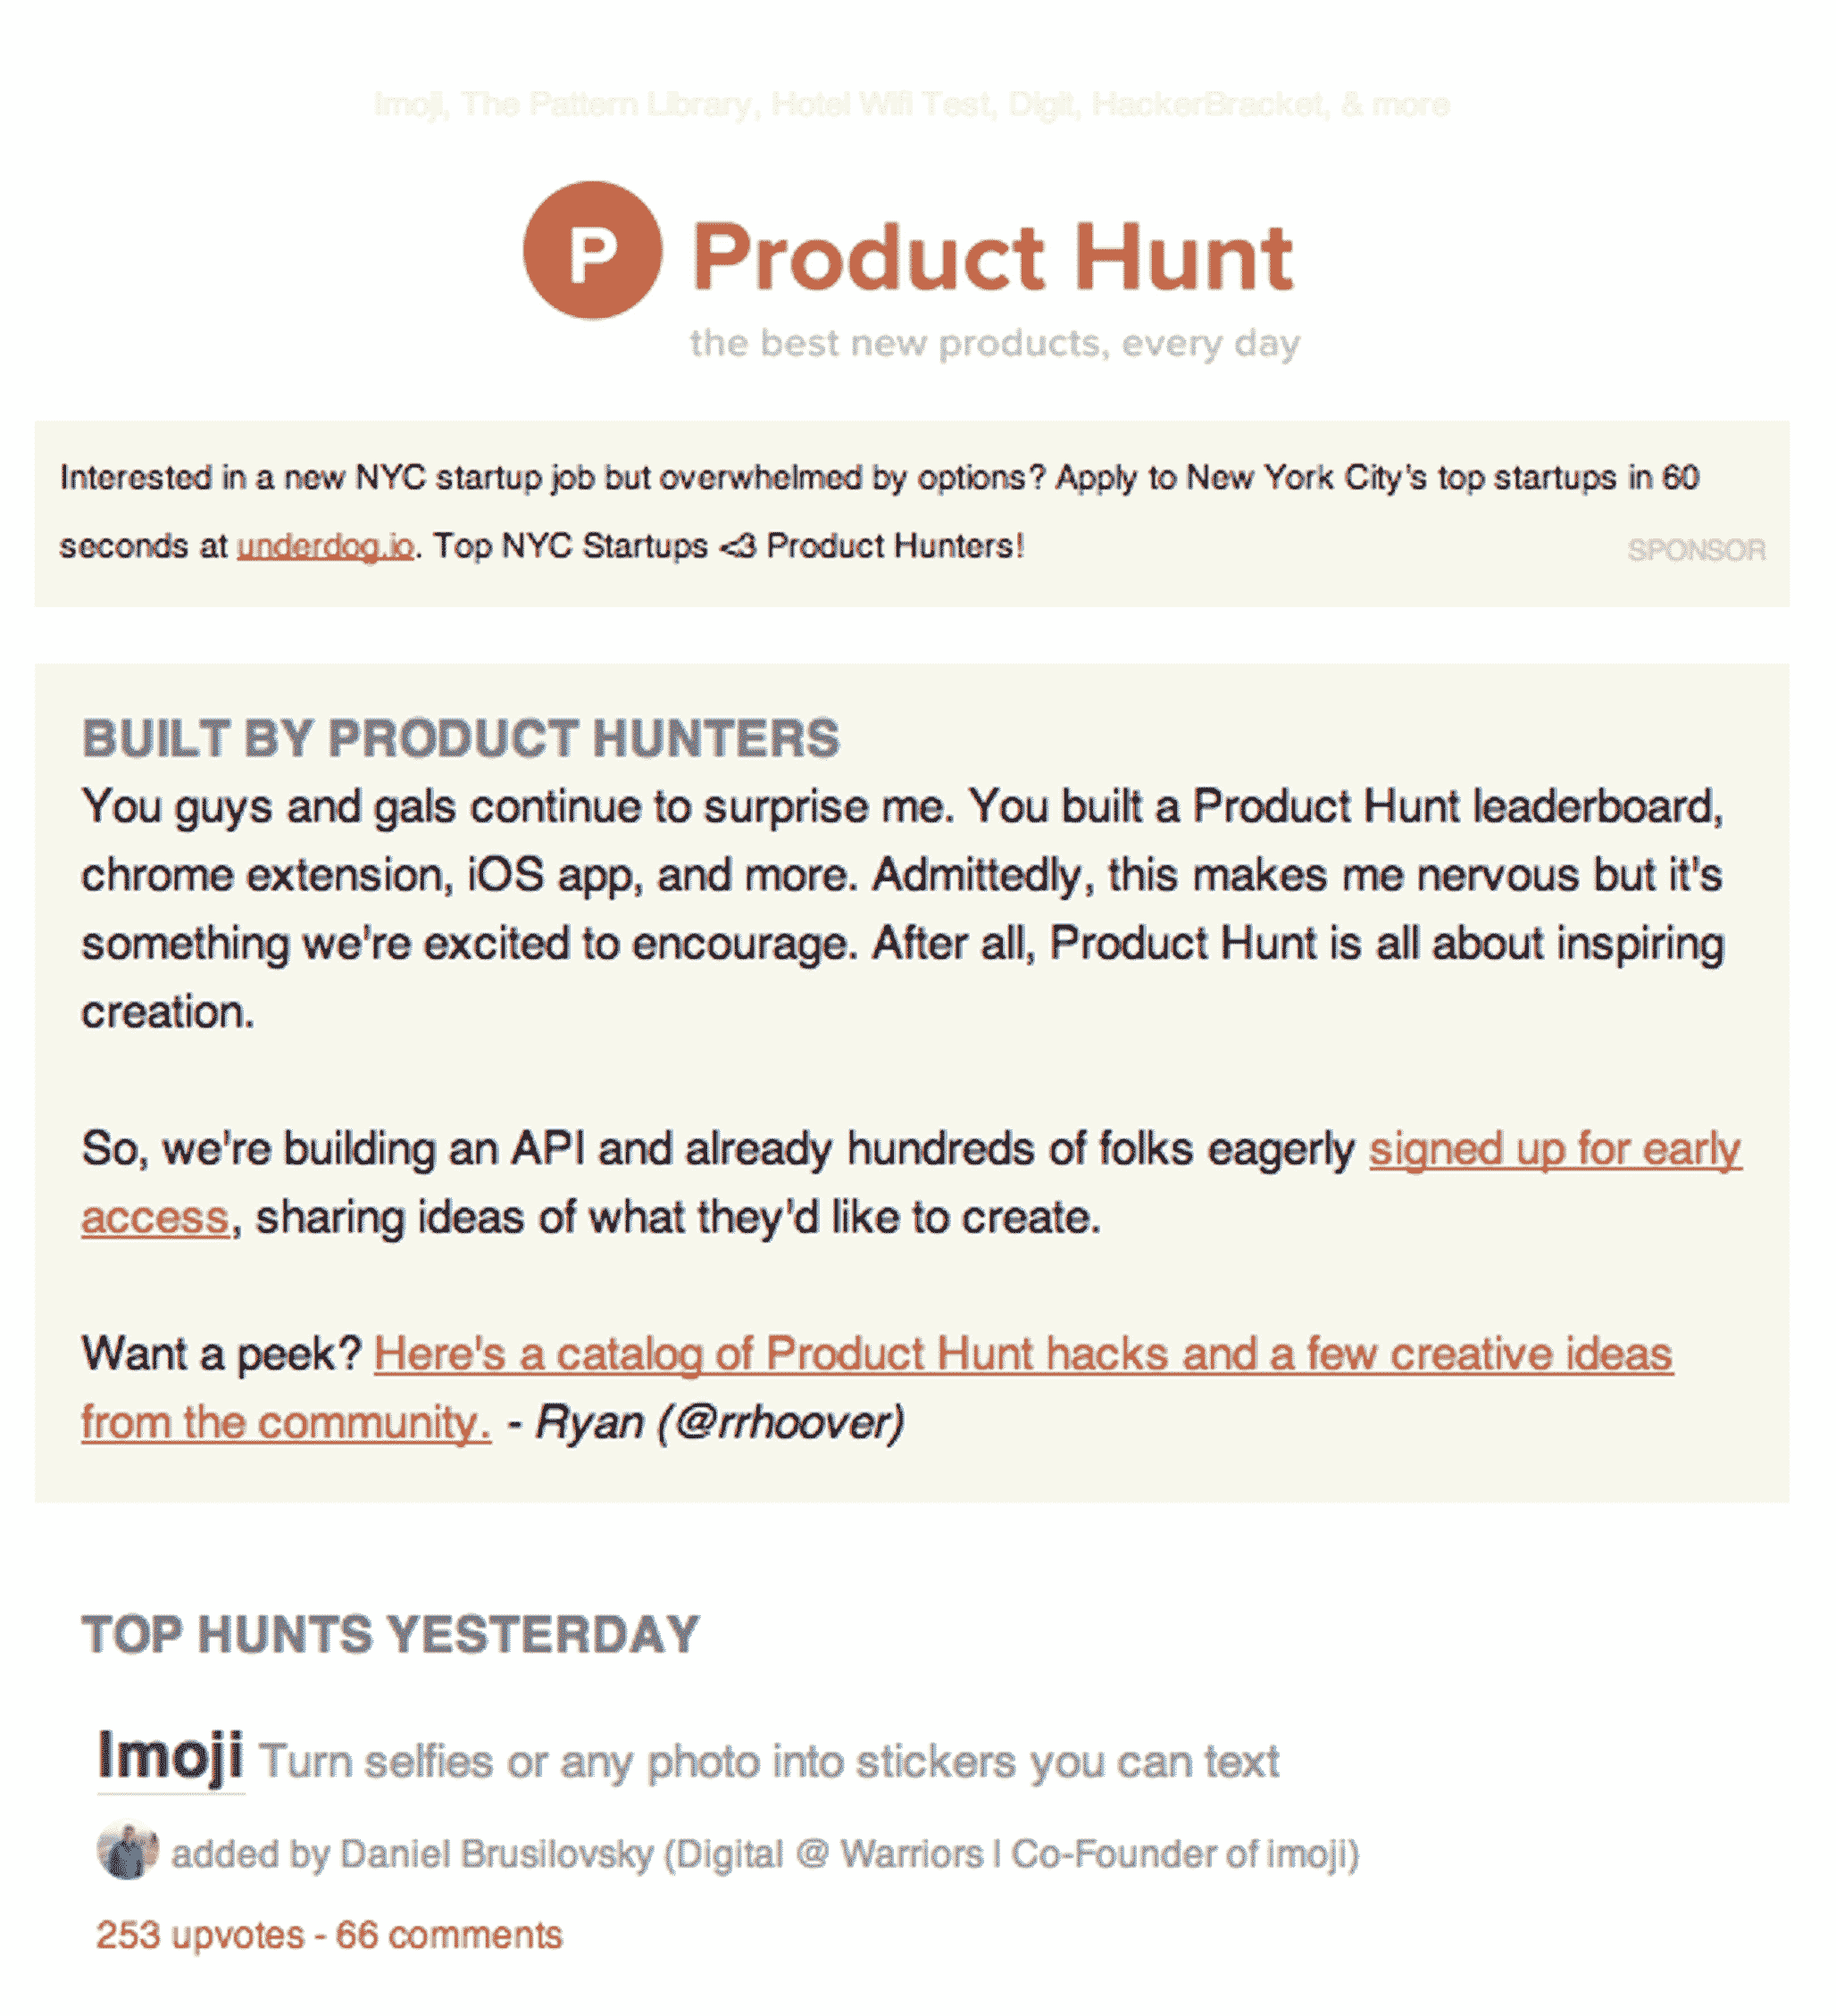 Imoji, The Pattern Library, Hotel Wifi Test, Digit, HackerBracket, & more
P Product Hunt
the best new products, every day
Interested in a new NYC startup job but overwhelmed by options? Apply to New York City's top startups in 60
seconds at underdog.io. Top NYC Startups <3 Product Hunters!
SPONSOR
BUILT BY PRODUCT HUNTERS
You guys and gals continue to surprise me. You built a Product Hunt leaderboard,
chrome extension, iOS app, and more. Admittedly, this makes me nervous but it's
something we're excited to encourage. After all, Product Hunt is all about inspiring
creation.
So, we're building an API and already hundreds of folks eagerly signed up for early
access, sharing ideas of what they'd like to create.
Want a peek? Here's a catalog of Product Hunt hacks and a few creative ideas
from the community. - Ryan (@rrhoover)
TOP HUNTS YESTERDAY
Imoji Turn selfies or any photo into stickers you can text
added by Daniel Brusilovsky (Digital @ Warriors | Co-Founder of imoji)
253 upvotes - 66 comments